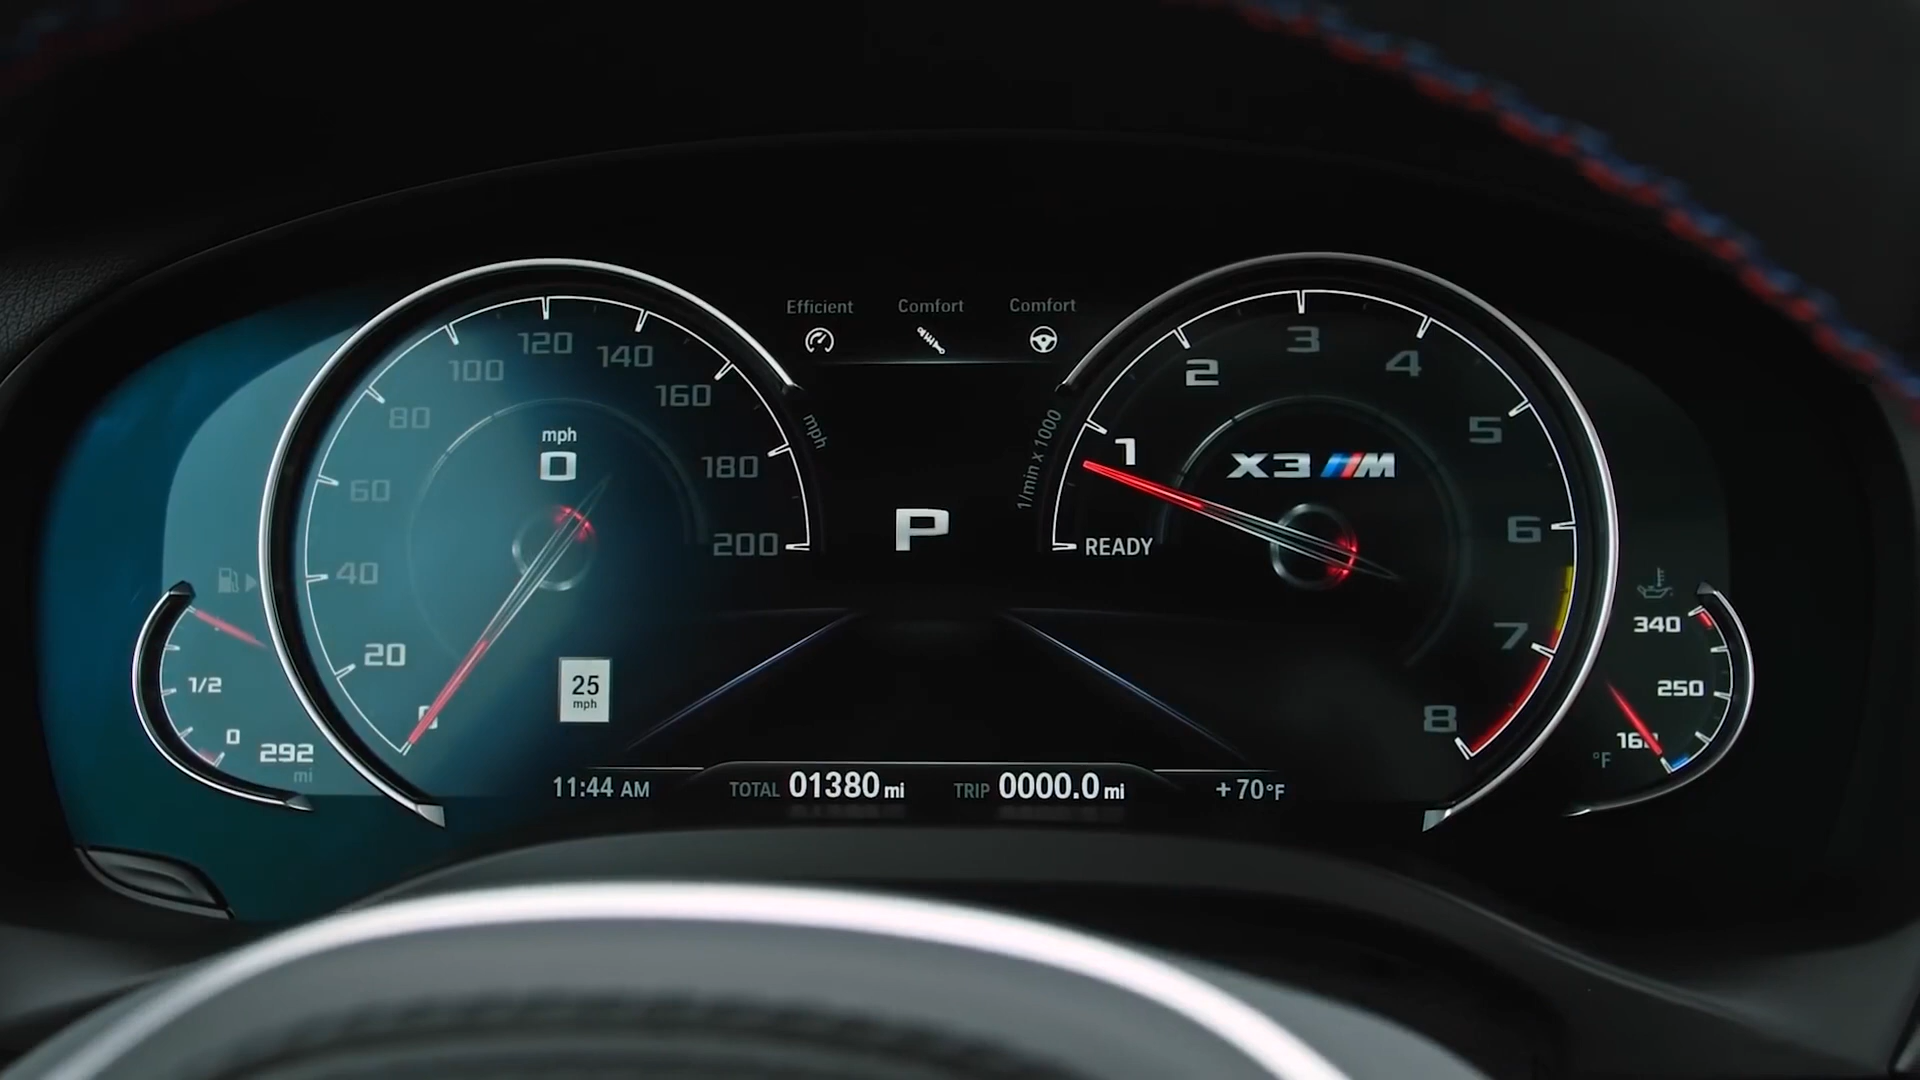 Efficient Comfort Comfort
120
100
140
80
160
mph
mph
0
60
180
200
40
20
0
25
mph
1/2
0
292
mi
P
1/min x 1000
READY
1
2
3
4
5
6
7
8
X3 M
340
250
°F
11:44 AM
TOTAL 01380 mi
TRIP 0000.0 mi
+70°F